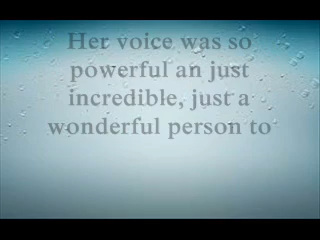 Her voice was so
powerful an just
incredible, just a
wonderful person to